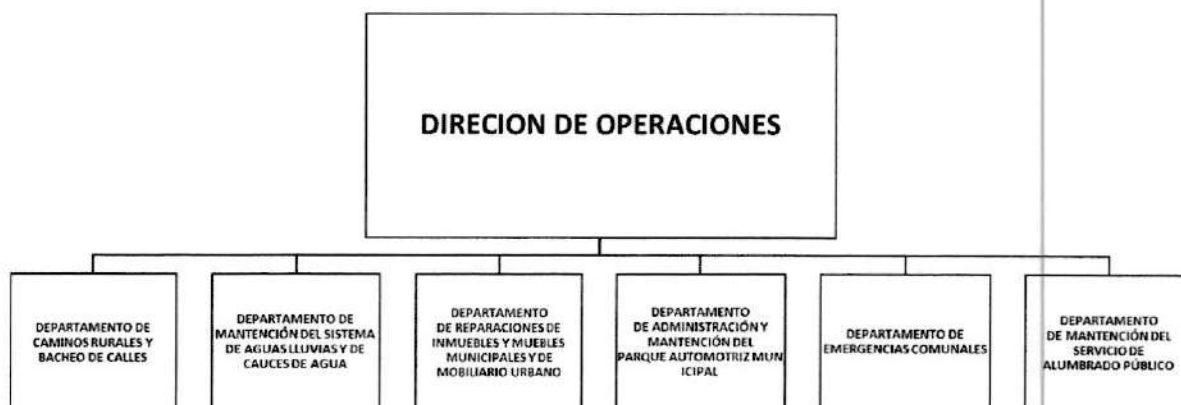 DIRECION DE OPERACIONES
DEPARTAMENTO DE
CAMINOS RURALES Y
BACHEO DE CALLES
DEPARTAMENTO DE
MANTENCIÓN DEL SISTEMA
DE AGUAS LLUVIAS Y DE
CAUCES DE AGUA
DEPARTAMENTO
DE REPARACIONES DE
INMUEBLES Y MUEBLES
MUNICIPALES Y DE
MOBILIARIO URBANO
DEPARTAMENTO
DE ADMINISTRACIÓN Y
MANTENCIÓN DEL
PARQUE AUTOMOTRIZ MUN
ICIPAL
DEPARTAMENTO DE
EMERGENCIAS COMUNALES
DEPARTAMENTO
DE MANTENCIÓN DEL
SERVICIO DE
ALUMBRADO PÚBLICO